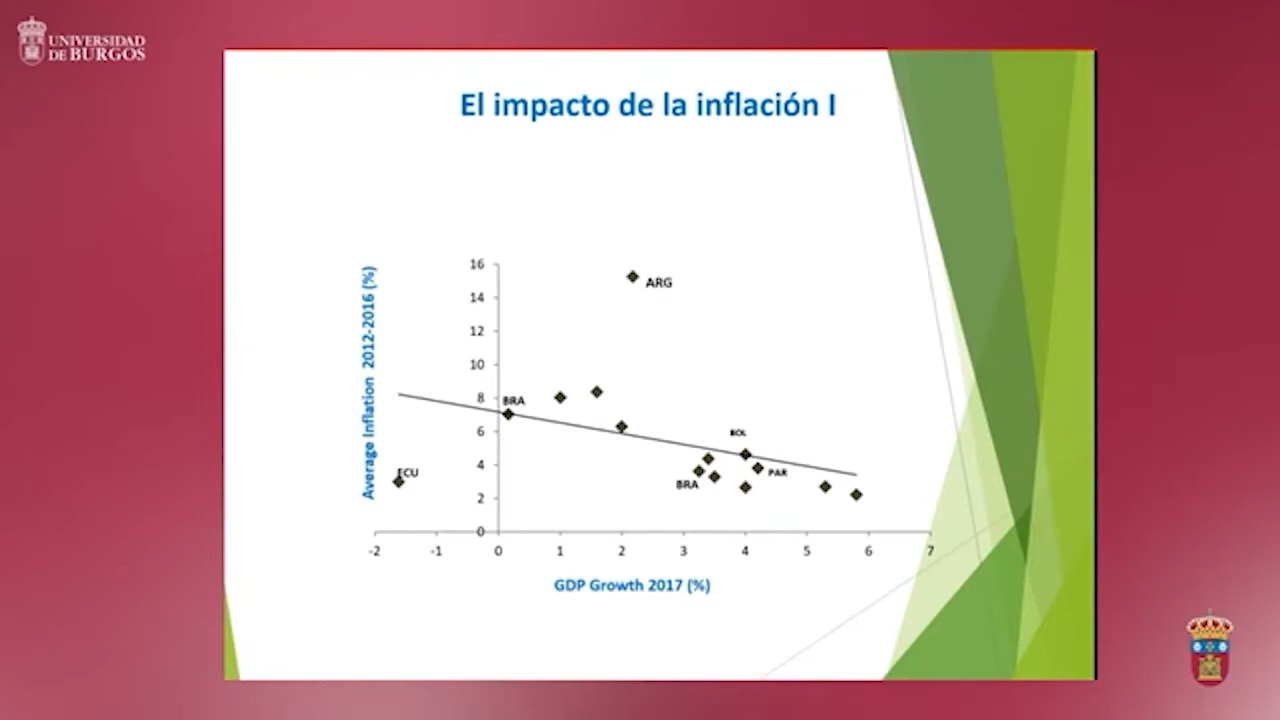 UNIVERSIDAD
DE BURGOS
El impacto de la inflación I
Average Inflation 2012-2016 (%)
16
14
12
10
8
6
4
2
0
ARG
BRA
BOL
ECU
PAR
BRA
-2 -1 0 1 2 3 4 5 6 7
GDP Growth 2017 (%)